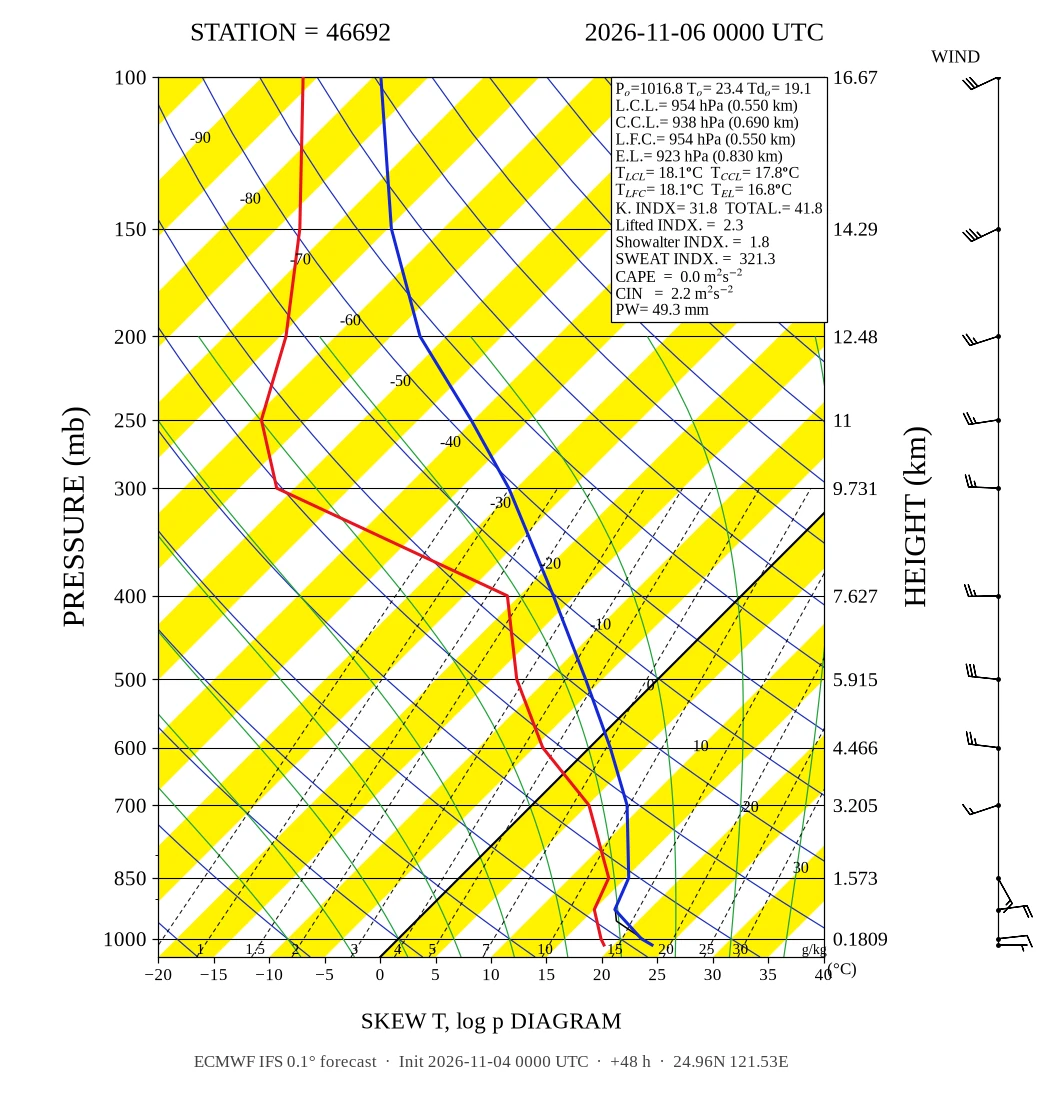 STATION = 46692
2026-11-06 0000 UTC
WIND
Pₒ=1016.8 Tₒ= 23.4 Tdₒ= 19.1
L.C.L.= 954 hPa (0.550 km)
C.C.L.= 938 hPa (0.690 km)
L.F.C.= 954 hPa (0.550 km)
E.L.= 923 hPa (0.830 km)
T_LCL= 18.1°C T_CCL= 17.8°C
T_LFC= 18.1°C T_EL= 16.8°C
K. INDX= 31.8 TOTAL.= 41.8
Lifted INDX. = 2.3
Showalter INDX. = 1.8
SWEAT INDX. = 321.3
CAPE = 0.0 m²s⁻²
CIN = 2.2 m²s⁻²
PW= 49.3 mm
PRESSURE (mb)
100
150
200
250
300
400
500
600
700
850
1000
-90
-80
-70
-60
-50
-40
-30
-20
-10
0
10
20
30
16.67
14.29
12.48
11
9.731
7.627
5.915
4.466
3.205
1.573
0.1809
HEIGHT (km)
1 1.5 2 3 4 5 7 10 15 20 25 30 g/kg
−20 −15 −10 −5 0 5 10 15 20 25 30 35 40 (°C)
SKEW T, log p DIAGRAM
ECMWF IFS 0.1° forecast · Init 2026-11-04 0000 UTC · +48 h · 24.96N 121.53E